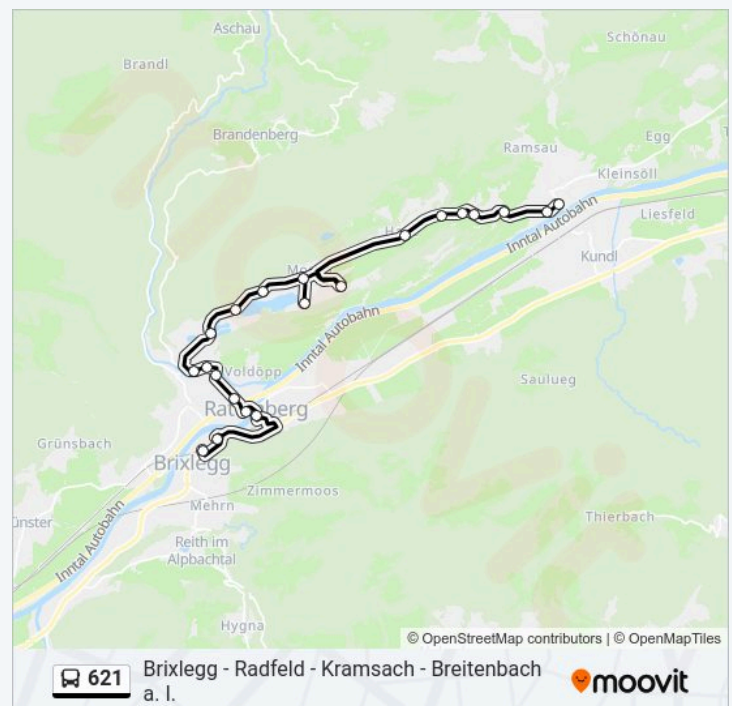 Aschau
Schönau
Brandl
Brandenberg
Egg
Ramsau
Kleinsöll
Liesfeld
Inntal Autobahn
Kundl
Inntal Autobahn
Voldöpp
Saulueg
Grünsbach
Brixlegg
Zimmermoos
Mehrn
Thierbach
Inntal Autobahn
Reith im
Alpbachtal
Hygna
© OpenStreetMap contributors | © OpenMapTiles
621
Brixlegg - Radfeld - Kramsach - Breitenbach
a. I.
moovit